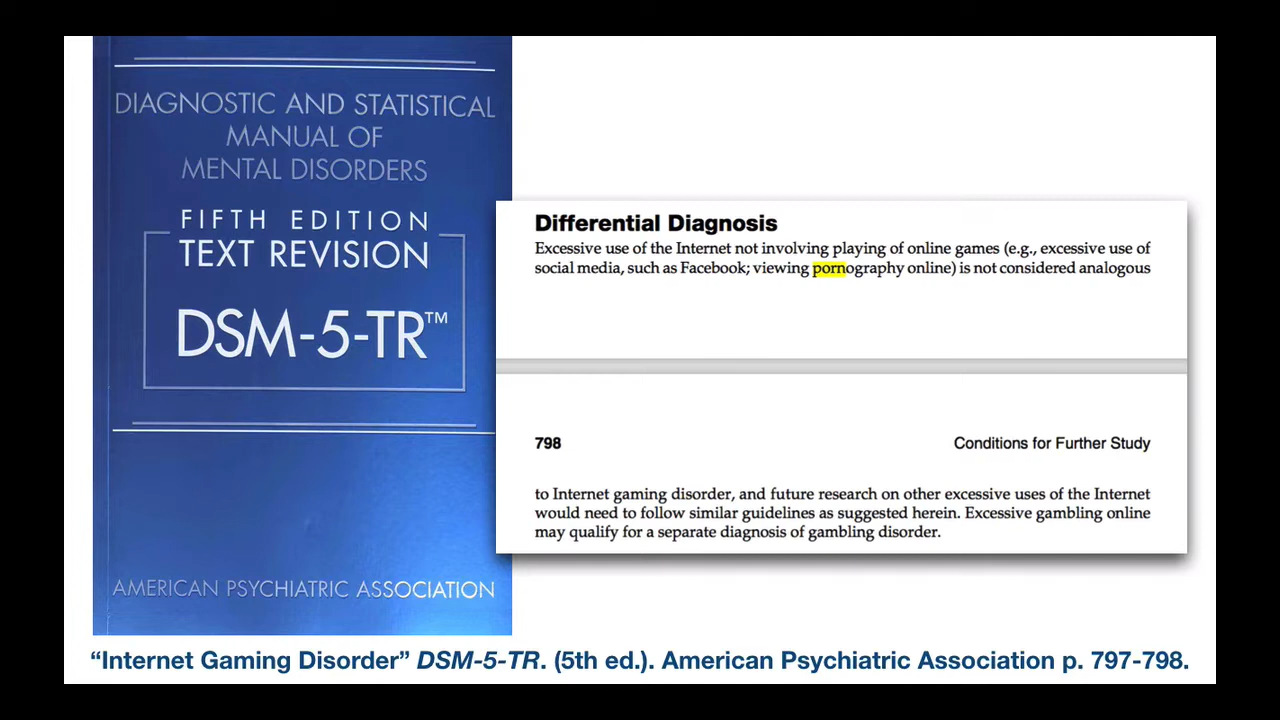 DIAGNOSTIC AND STATISTICAL
MANUAL OF
MENTAL DISORDERS
FIFTH EDITION
TEXT REVISION
DSM-5-TR™
AMERICAN PSYCHIATRIC ASSOCIATION
Differential Diagnosis
Excessive use of the Internet not involving playing of online games (e.g., excessive use of
social media, such as Facebook; viewing pornography online) is not considered analogous
798 Conditions for Further Study
to Internet gaming disorder, and future research on other excessive uses of the Internet
would need to follow similar guidelines as suggested herein. Excessive gambling online
may qualify for a separate diagnosis of gambling disorder.
“Internet Gaming Disorder” DSM-5-TR. (5th ed.). American Psychiatric Association p. 797-798.